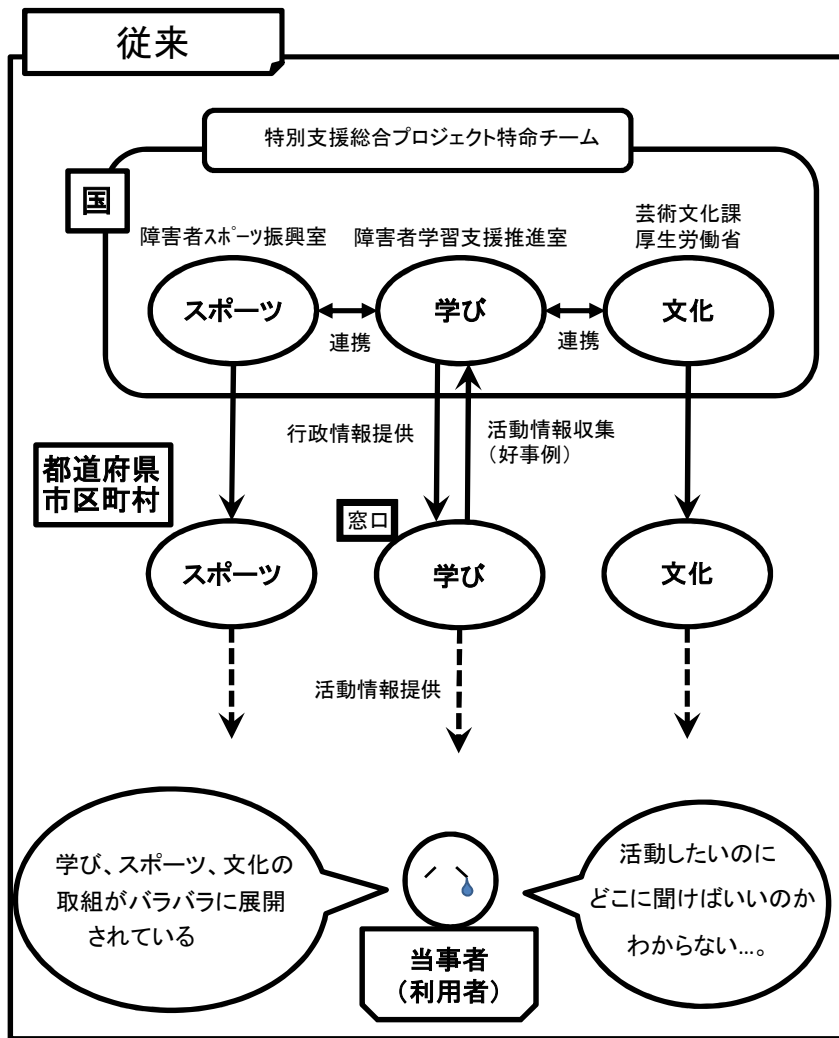 従来
特別支援総合プロジェクト特命チーム
国
障害者スポーツ振興室
障害者学習支援推進室
芸術文化課
厚生労働省
スポーツ
学び
文化
連携
連携
行政情報提供
活動情報収集
（好事例）
都道府県
市区町村
窓口
スポーツ
学び
文化
活動情報提供
学び、スポーツ、文化の
取組がバラバラに展開
されている
活動したいのに
どこに聞けばいいのか
わからない…。
当事者
（利用者）